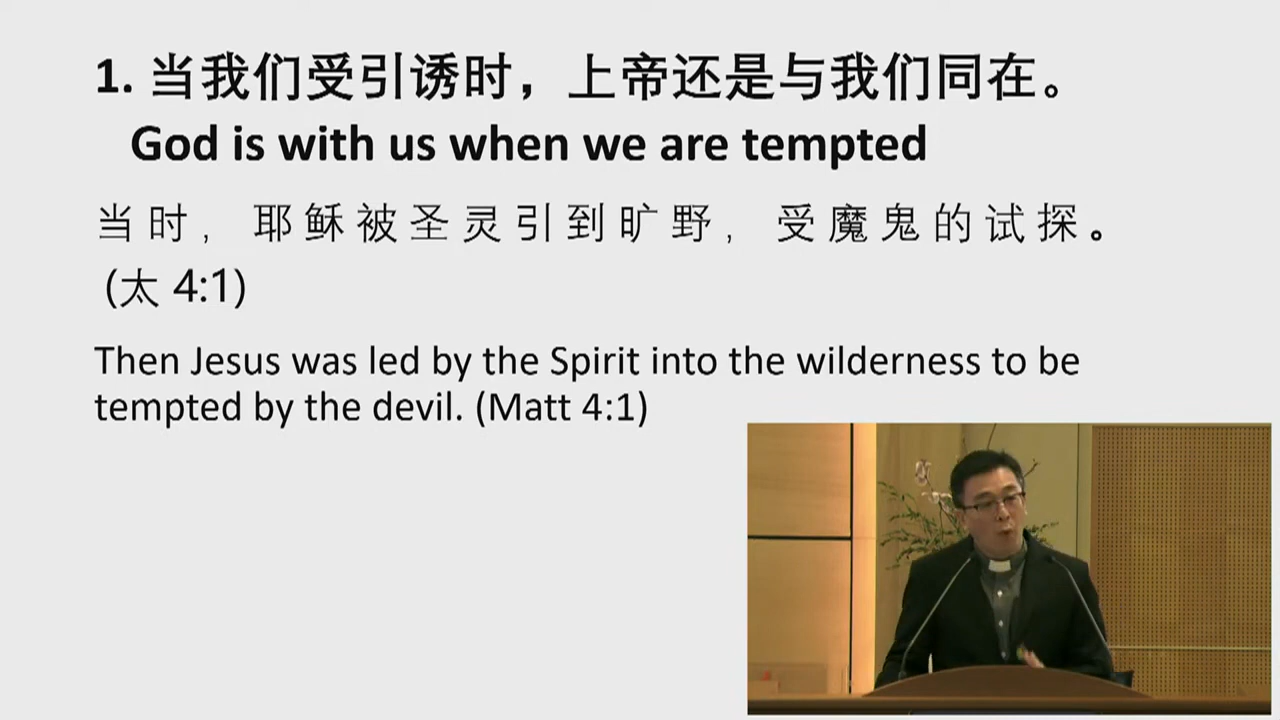 1. 当我们受引诱时，上帝还是与我们同在。
God is with us when we are tempted
当时，耶稣被圣灵引到旷野，受魔鬼的试探。
(太 4:1)
Then Jesus was led by the Spirit into the wilderness to be
tempted by the devil. (Matt 4:1)